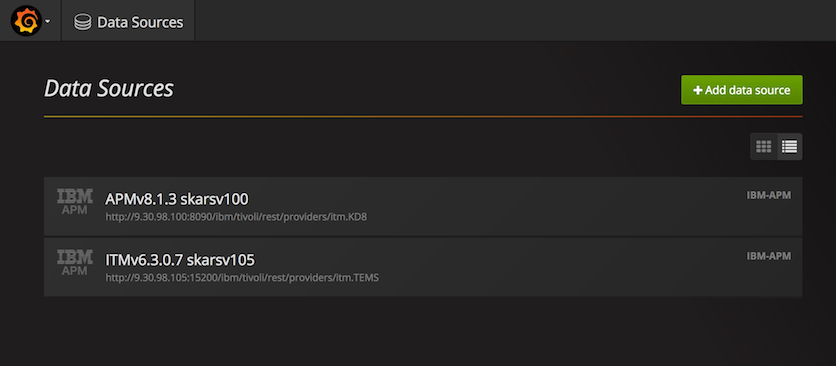 Data Sources
Data Sources
+ Add data source
IBM
APM
APMv8.1.3 skarsv100
http://9.30.98.100:8090/ibm/tivoli/rest/providers/itm.KD8
IBM-APM
IBM
APM
ITMv6.3.0.7 skarsv105
http://9.30.98.105:15200/ibm/tivoli/rest/providers/itm.TEMS
IBM-APM